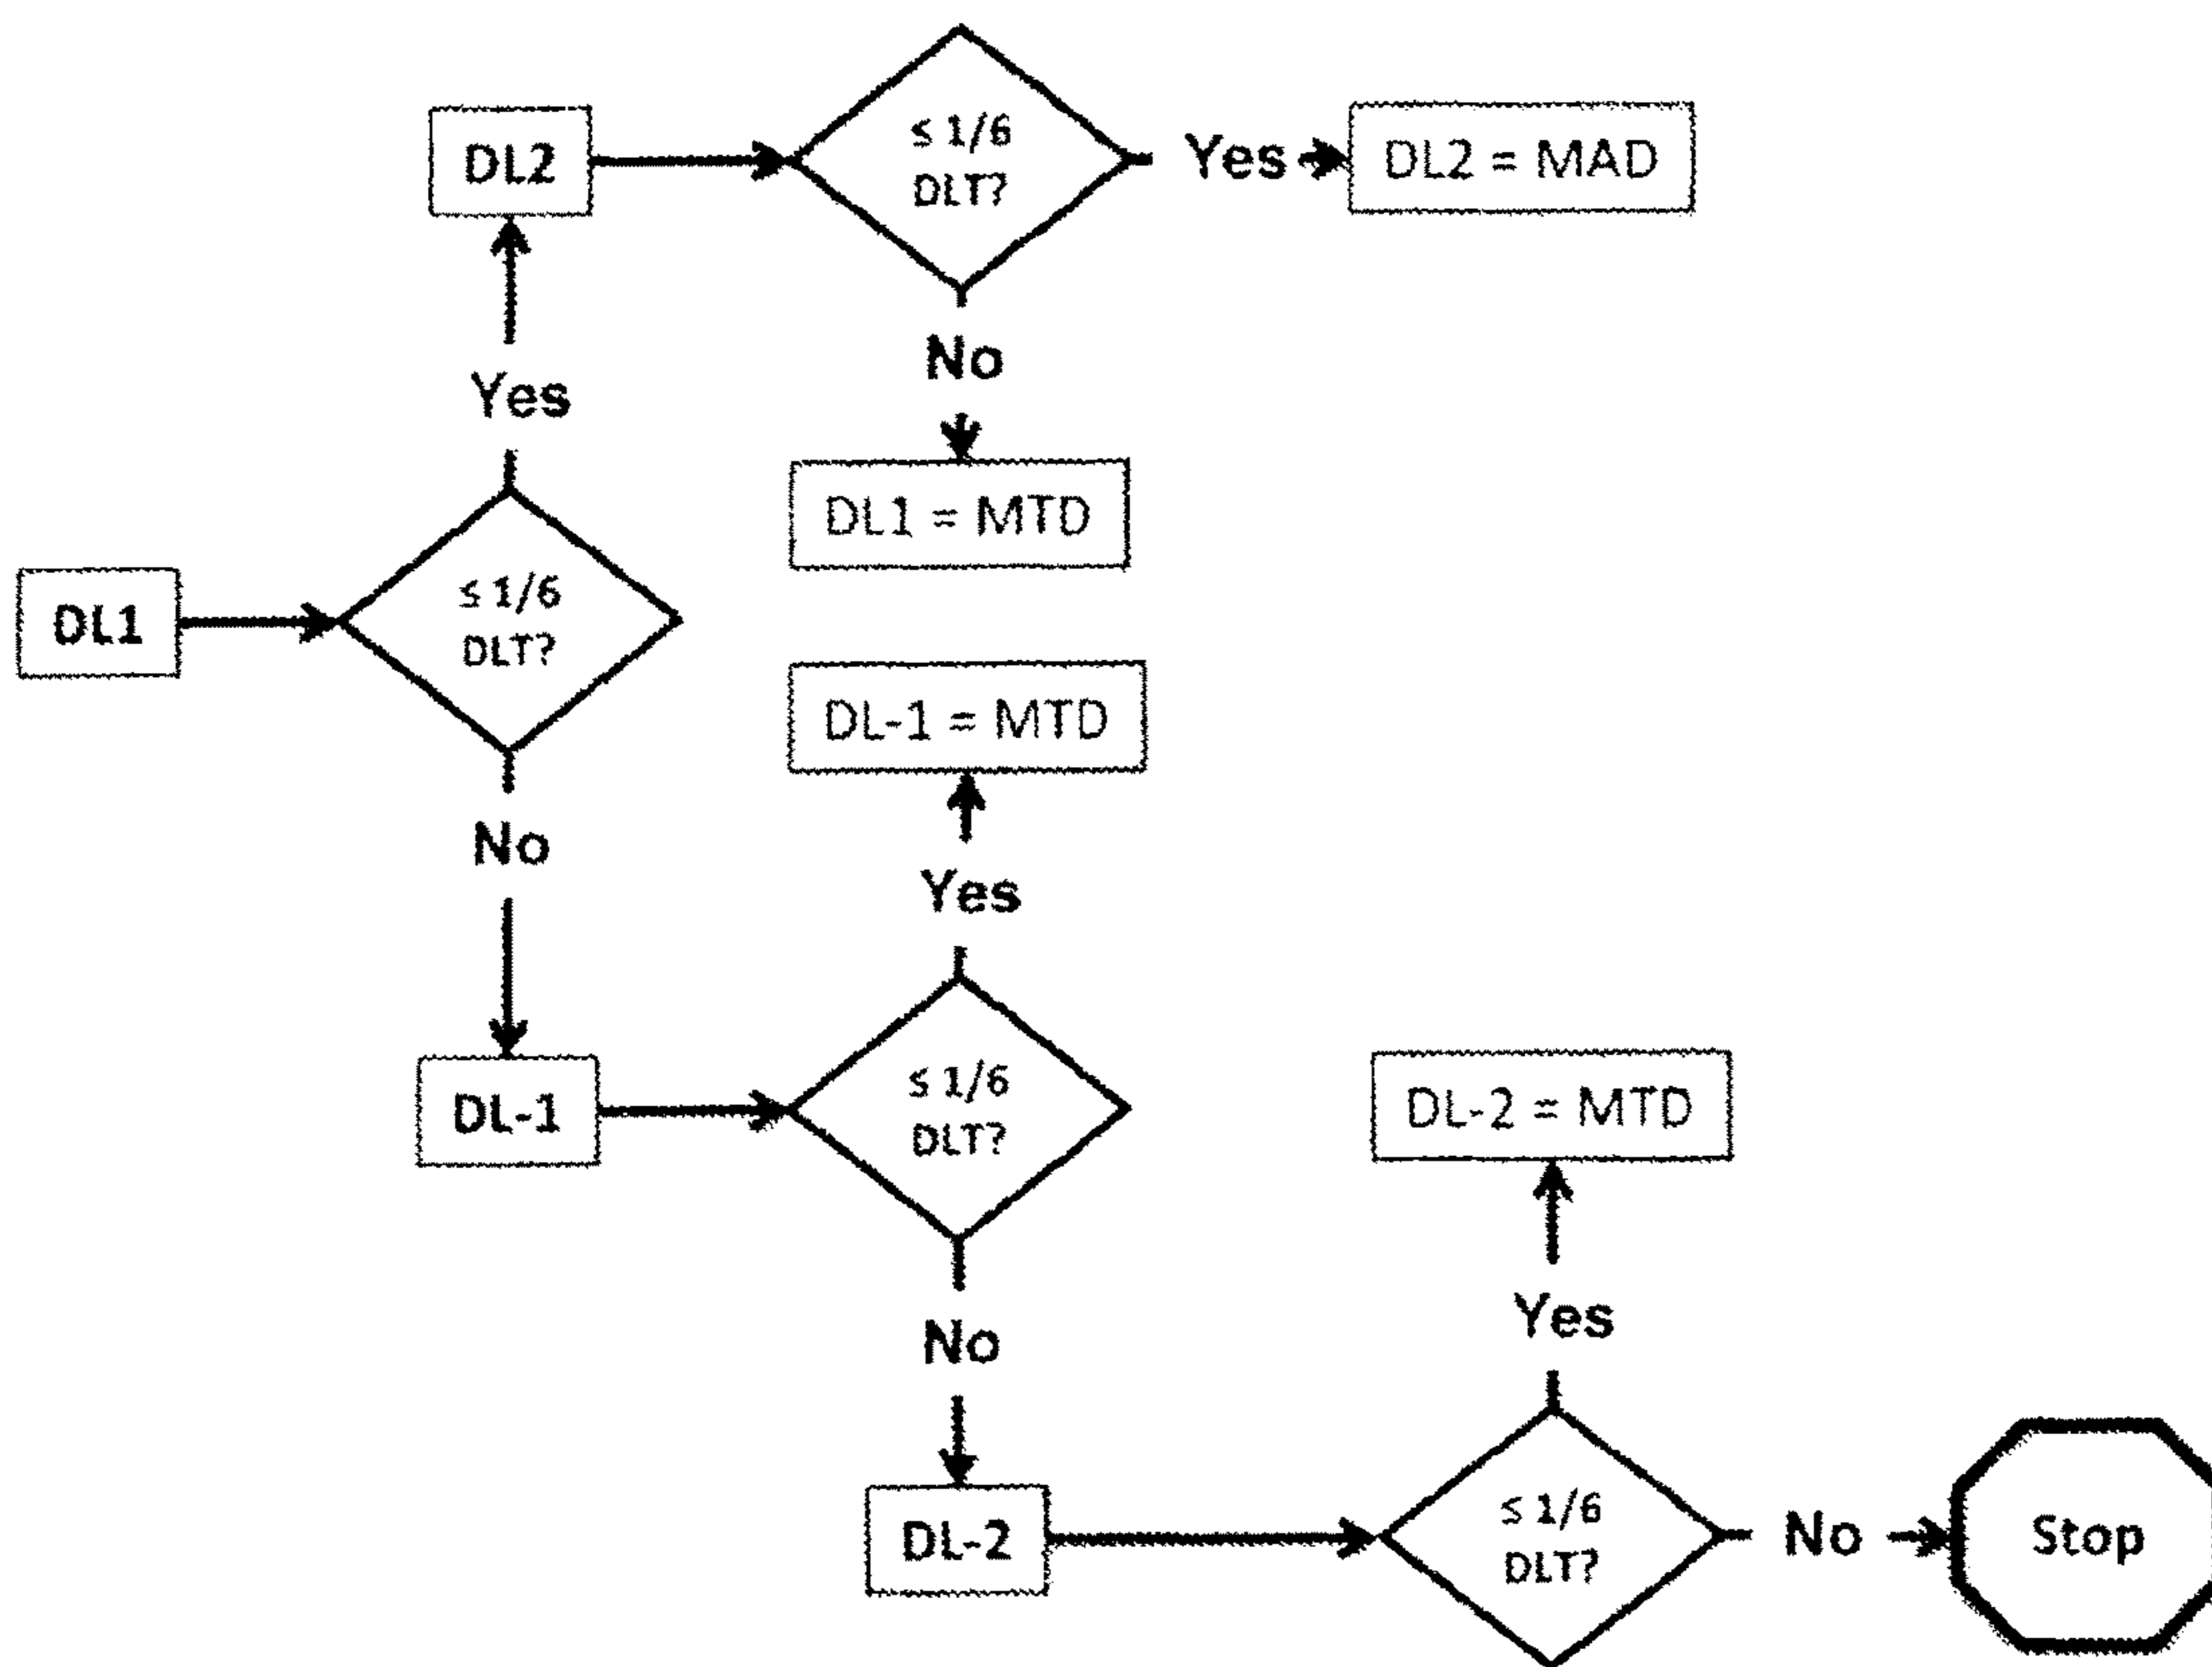 ≤ 1/6
DLT?
DL2
Yes
DL2 = MAD
No
Yes
DL1 = MTD
DL1
≤ 1/6
DLT?
DL-1 = MTD
No
Yes
DL-1
≤ 1/6
DLT?
DL-2 = MTD
No
Yes
DL-2
≤ 1/6
DLT?
No
Stop